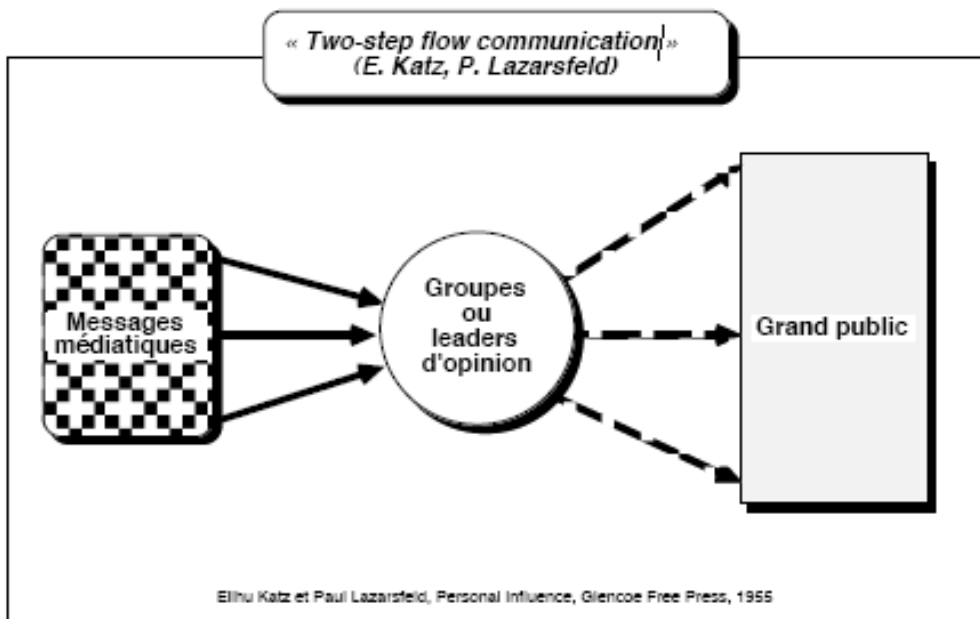 « Two-step flow communication »
(E. Katz, P. Lazarsfeld)
Messages
médiatiques
Groupes
ou
leaders
d'opinion
Grand public
Elihu Katz et Paul Lazarsfeld, Personal Influence, Glencoe Free Press, 1955